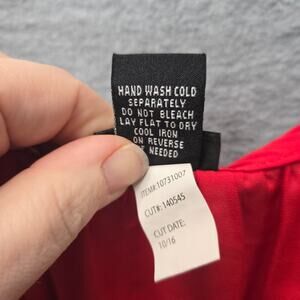 HAND WASH COLD
SEPARATELY
DO NOT BLEACH
LAY FLAT TO DRY
COOL IRON
ON REVERSE
NEEDED
ITEM#:10731007
CUT#: 140545
CUT DATE:
10/16